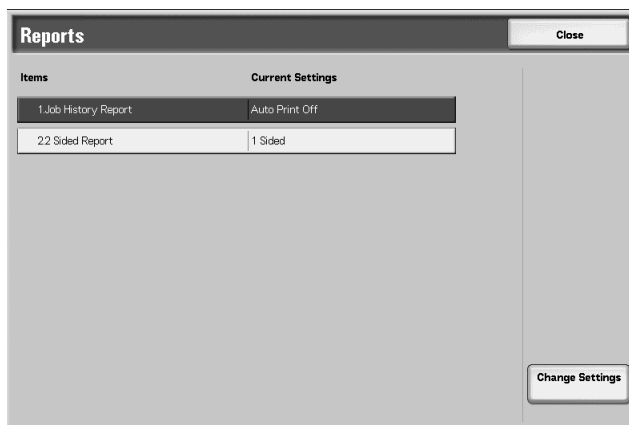 Reports
Close
Items Current Settings
1.Job History Report Auto Print Off
2.2 Sided Report 1 Sided
Change Settings